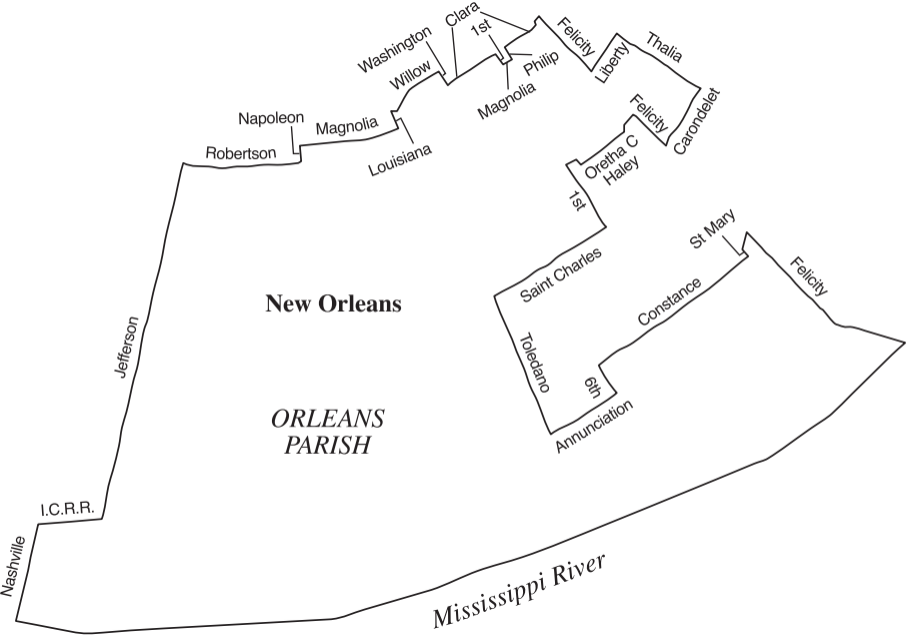 Clara
1st
Washington
Felicity
Thalia
Liberty
Philip
Willow
Magnolia
Felicity
Carondelet
Napoleon
Magnolia
Robertson
Louisiana
Oretha C
Haley
1st
St Mary
Saint Charles
Felicity
New Orleans
Constance
Jefferson
Toledano
6th
ORLEANS
PARISH
Annunciation
I.C.R.R.
Nashville
Mississippi River